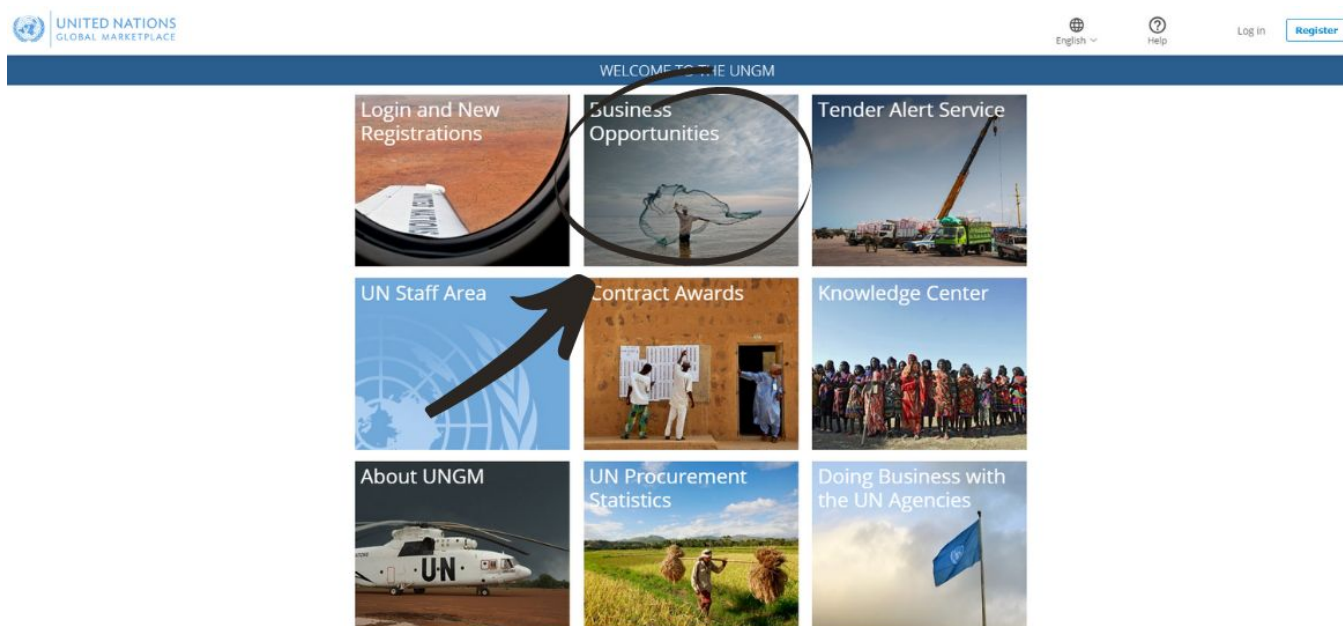 UNITED NATIONS
GLOBAL MARKETPLACE
English
Help
Log in
Register
WELCOME TO THE UNGM
Login and New
Registrations
Business
Opportunities
Tender Alert Service
UN Staff Area
Contract Awards
Knowledge Center
About UNGM
UN Procurement
Statistics
Doing Business with
the UN Agencies
UN